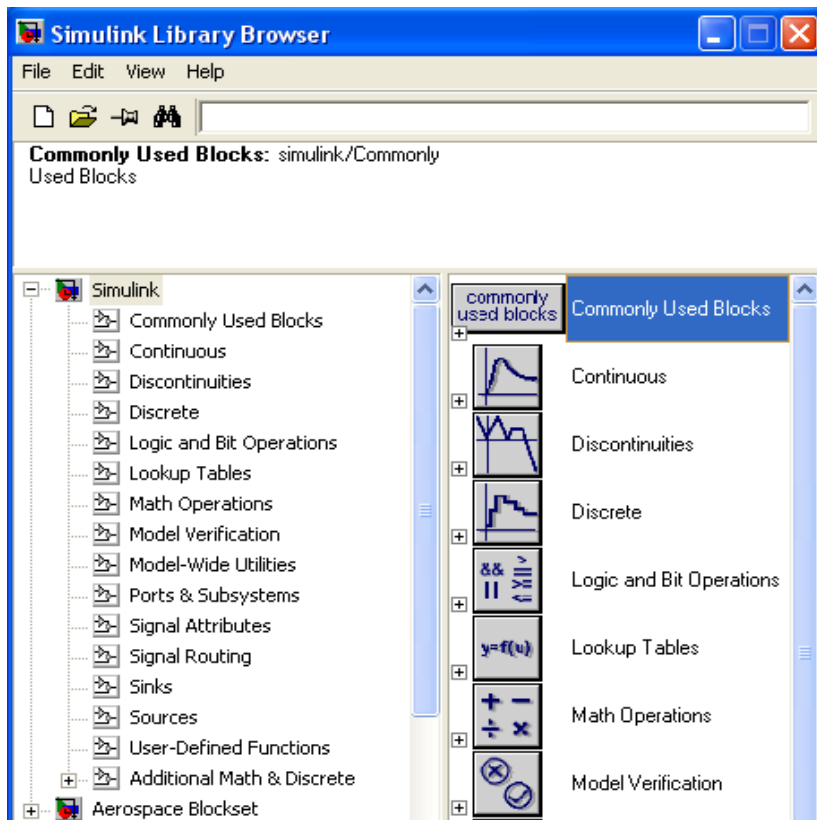 Simulink Library Browser
File Edit View Help
Commonly Used Blocks: simulink/Commonly
Used Blocks
Simulink
Commonly Used Blocks
Continuous
Discontinuities
Discrete
Logic and Bit Operations
Lookup Tables
Math Operations
Model Verification
Model-Wide Utilities
Ports & Subsystems
Signal Attributes
Signal Routing
Sinks
Sources
User-Defined Functions
Additional Math & Discrete
Aerospace Blockset
commonly
used blocks
Commonly Used Blocks
Continuous
Discontinuities
Discrete
&& > >= <=
||
Logic and Bit Operations
y=f(u)
Lookup Tables
+ −
÷ ×
Math Operations
Model Verification